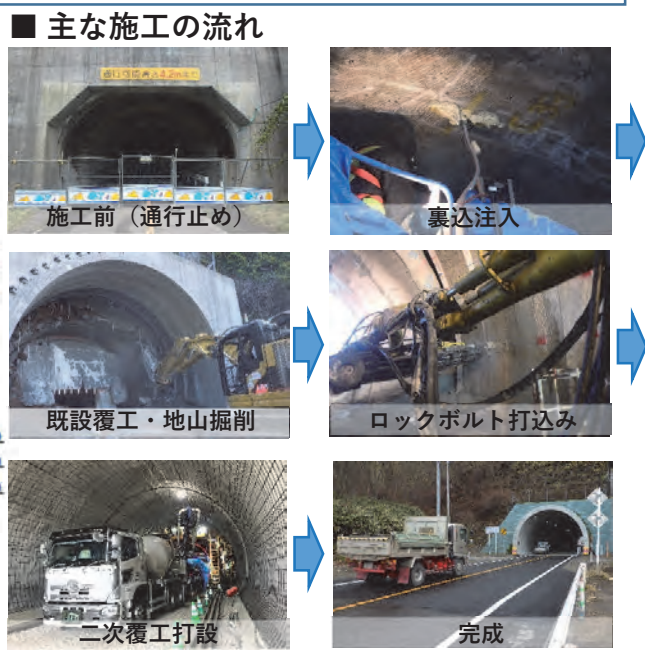 ■ 主な施工の流れ
施工前（通行止め）
裏込注入
既設覆工・地山掘削
ロックボルト打込み
二次覆工打設
完成